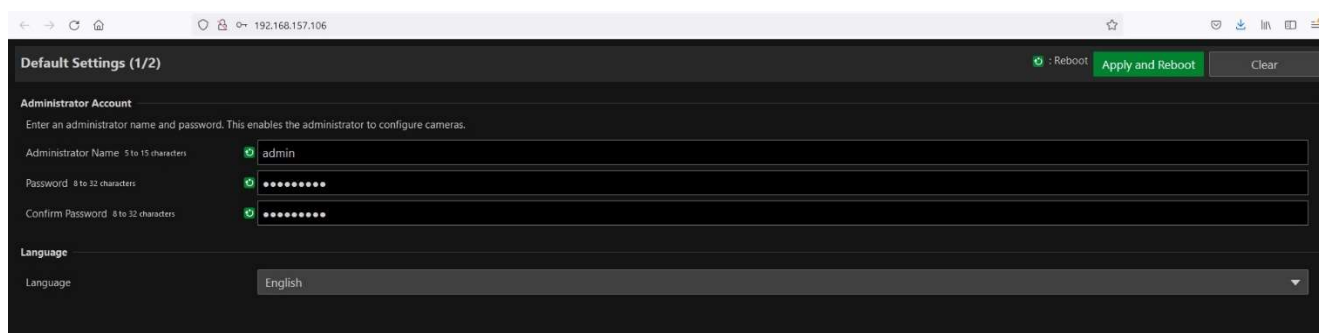 192.168.157.106
Default Settings (1/2)
: Reboot
Apply and Reboot
Clear
Administrator Account
Enter an administrator name and password. This enables the administrator to configure cameras.
Administrator Name 5 to 15 characters
admin
Password 8 to 32 characters
●●●●●●●●●
Confirm Password 8 to 32 characters
●●●●●●●●●
Language
Language
English